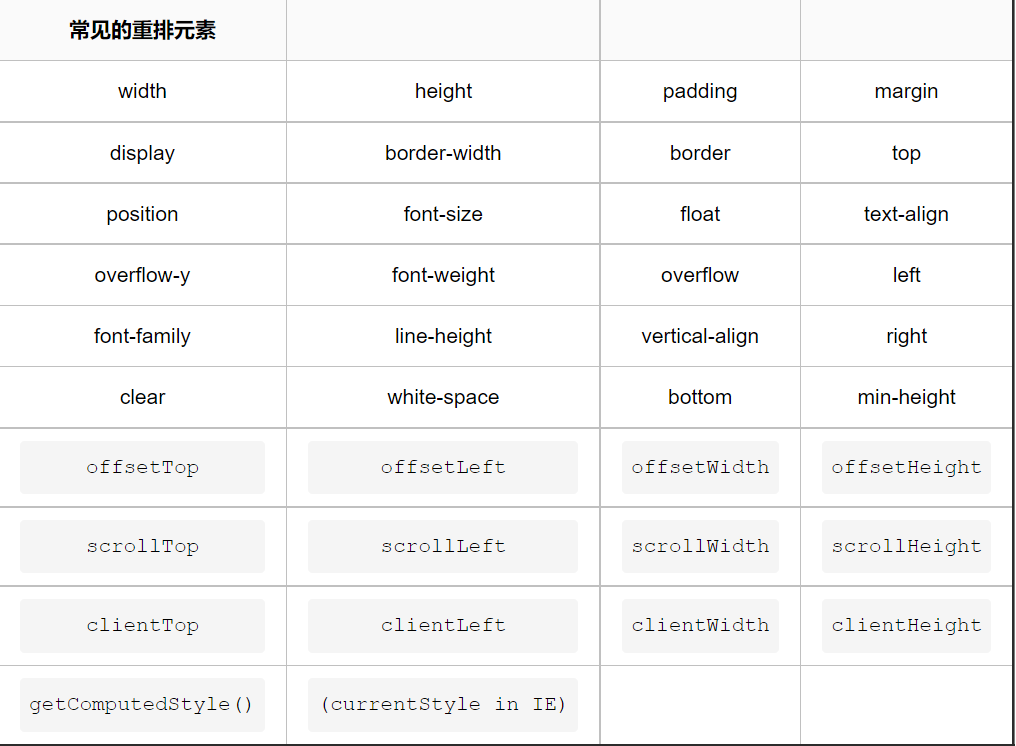 常见的重排元素
width height padding margin
display border-width border top
position font-size float text-align
overflow-y font-weight overflow left
font-family line-height vertical-align right
clear white-space bottom min-height
offsetTop offsetLeft offsetWidth offsetHeight
scrollTop scrollLeft scrollWidth scrollHeight
clientTop clientLeft clientWidth clientHeight
getComputedStyle() (currentStyle in IE)